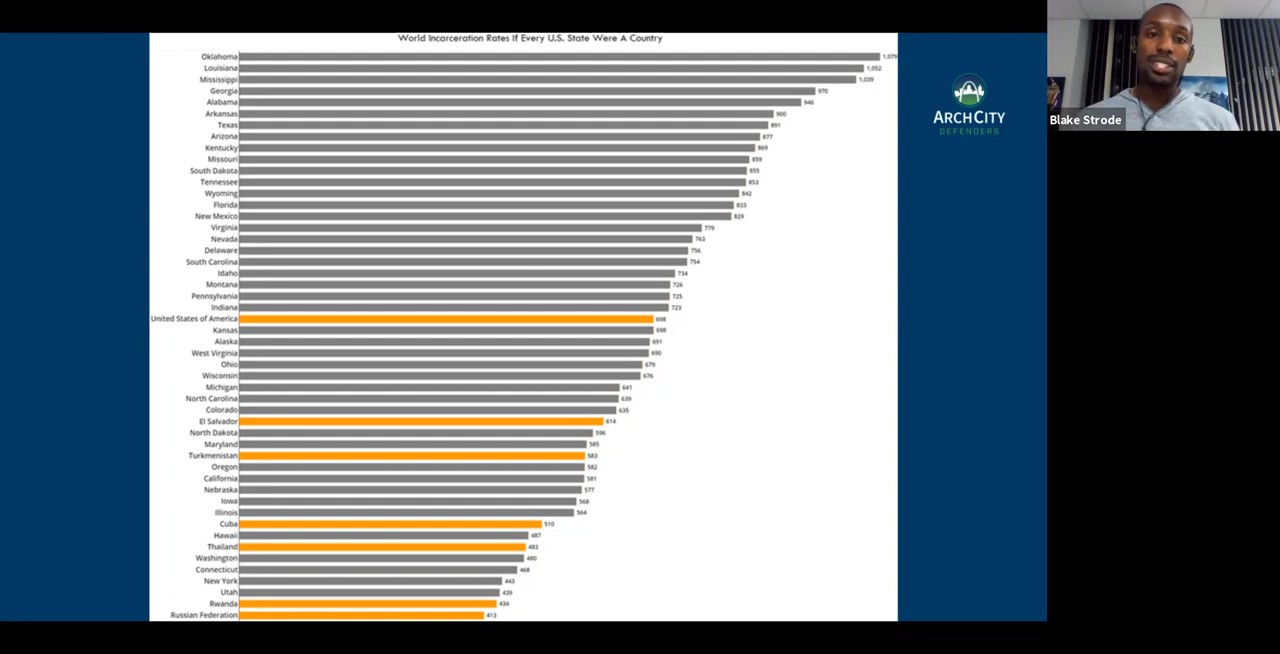 World Incarceration Rates If Every U.S. State Were A Country
Oklahoma 1,079
Louisiana 1,052
Mississippi 1,039
Georgia 970
Alabama 946
Arkansas 900
Texas 891
Arizona 877
Kentucky 869
Missouri 859
South Dakota 855
Tennessee 853
Wyoming 842
Florida 833
New Mexico 829
Virginia 779
Nevada 763
Delaware 756
South Carolina 754
Idaho 734
Montana 726
Pennsylvania 725
Indiana 723
United States of America 698
Kansas 698
Alaska 691
West Virginia 690
Ohio 679
Wisconsin 676
Michigan 641
North Carolina 639
Colorado 635
El Salvador 614
North Dakota 596
Maryland 585
Turkmenistan 583
Oregon 582
California 581
Nebraska 577
Iowa 568
Illinois 564
Cuba 510
Hawaii 487
Thailand 483
Washington 480
Connecticut 468
New York 443
Utah 439
Rwanda 434
Russian Federation 413
ARCHCITY
DEFENDERS
Blake Strode